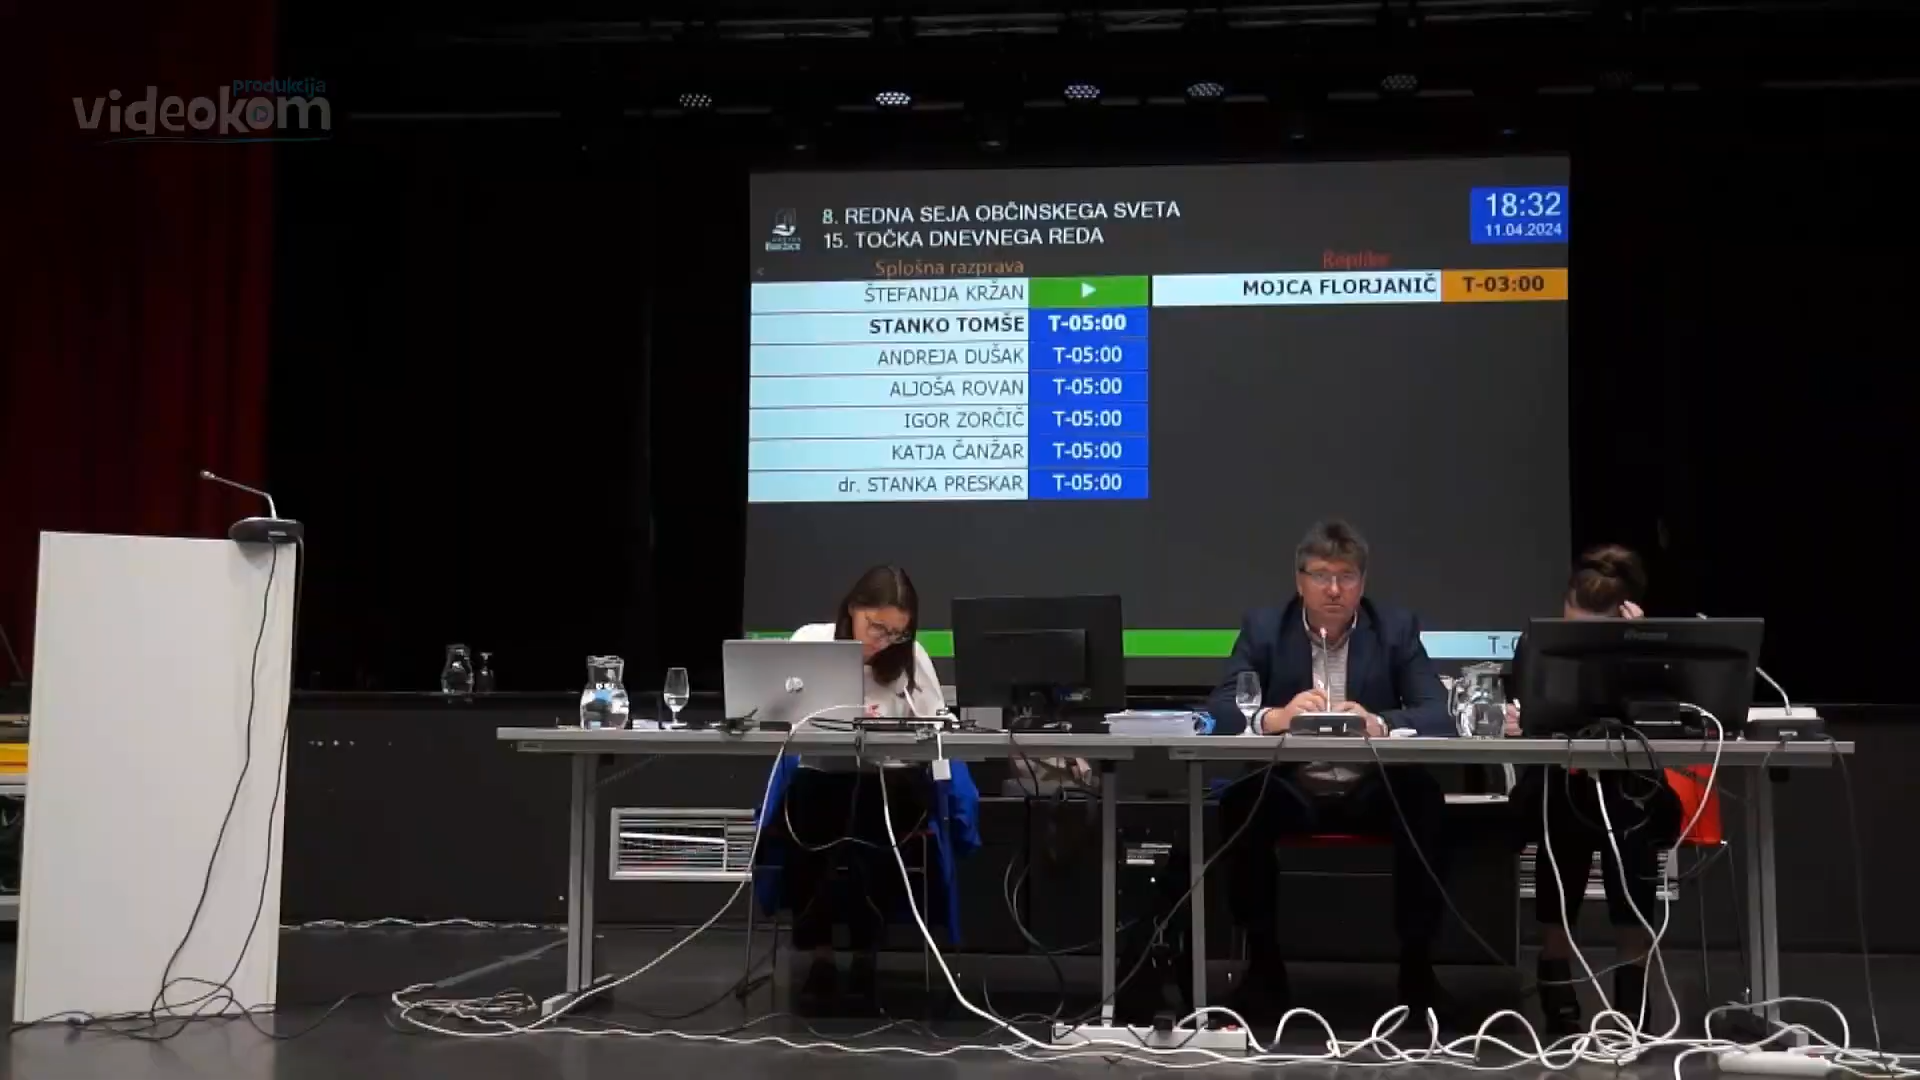 produkcija
videokom
8. REDNA SEJA OBČINSKEGA SVETA
15. TOČKA DNEVNEGA REDA
18:32
11.04.2024
Splošna razprava
Replike
ŠTEFANIJA KRŽAN
MOJCA FLORJANIČ T-03:00
STANKO TOMŠE T-05:00
ANDREJA DUŠAK T-05:00
ALJOŠA ROVAN T-05:00
IGOR ZORČIČ T-05:00
KATJA ČANŽAR T-05:00
dr. STANKA PRESKAR T-05:00
hp